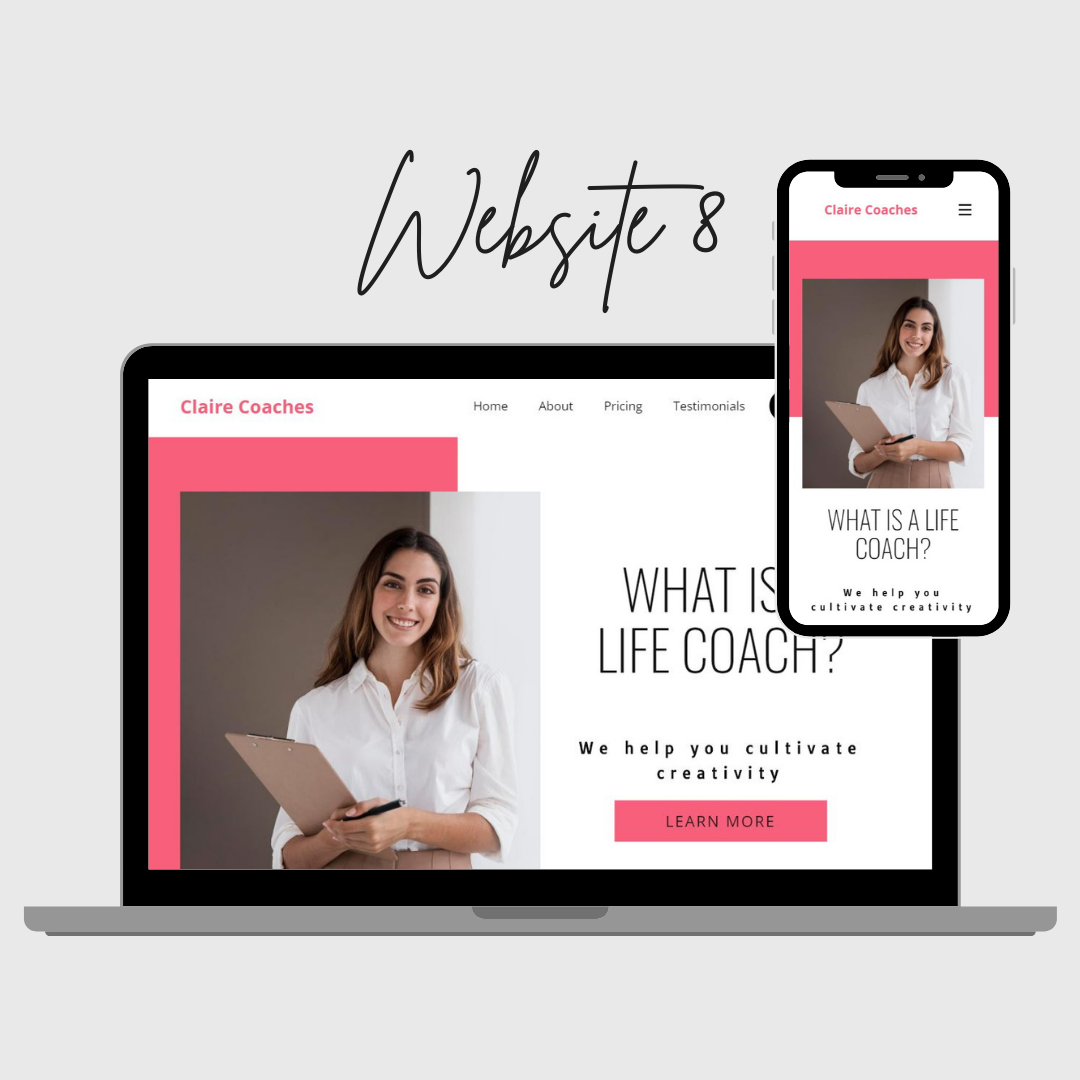 Website 8
Claire Coaches
Home About Pricing Testimonials
WHAT IS
LIFE COACH?
We help you cultivate
creativity
LEARN MORE
Claire Coaches
WHAT IS A LIFE
COACH?
We help you
cultivate creativity